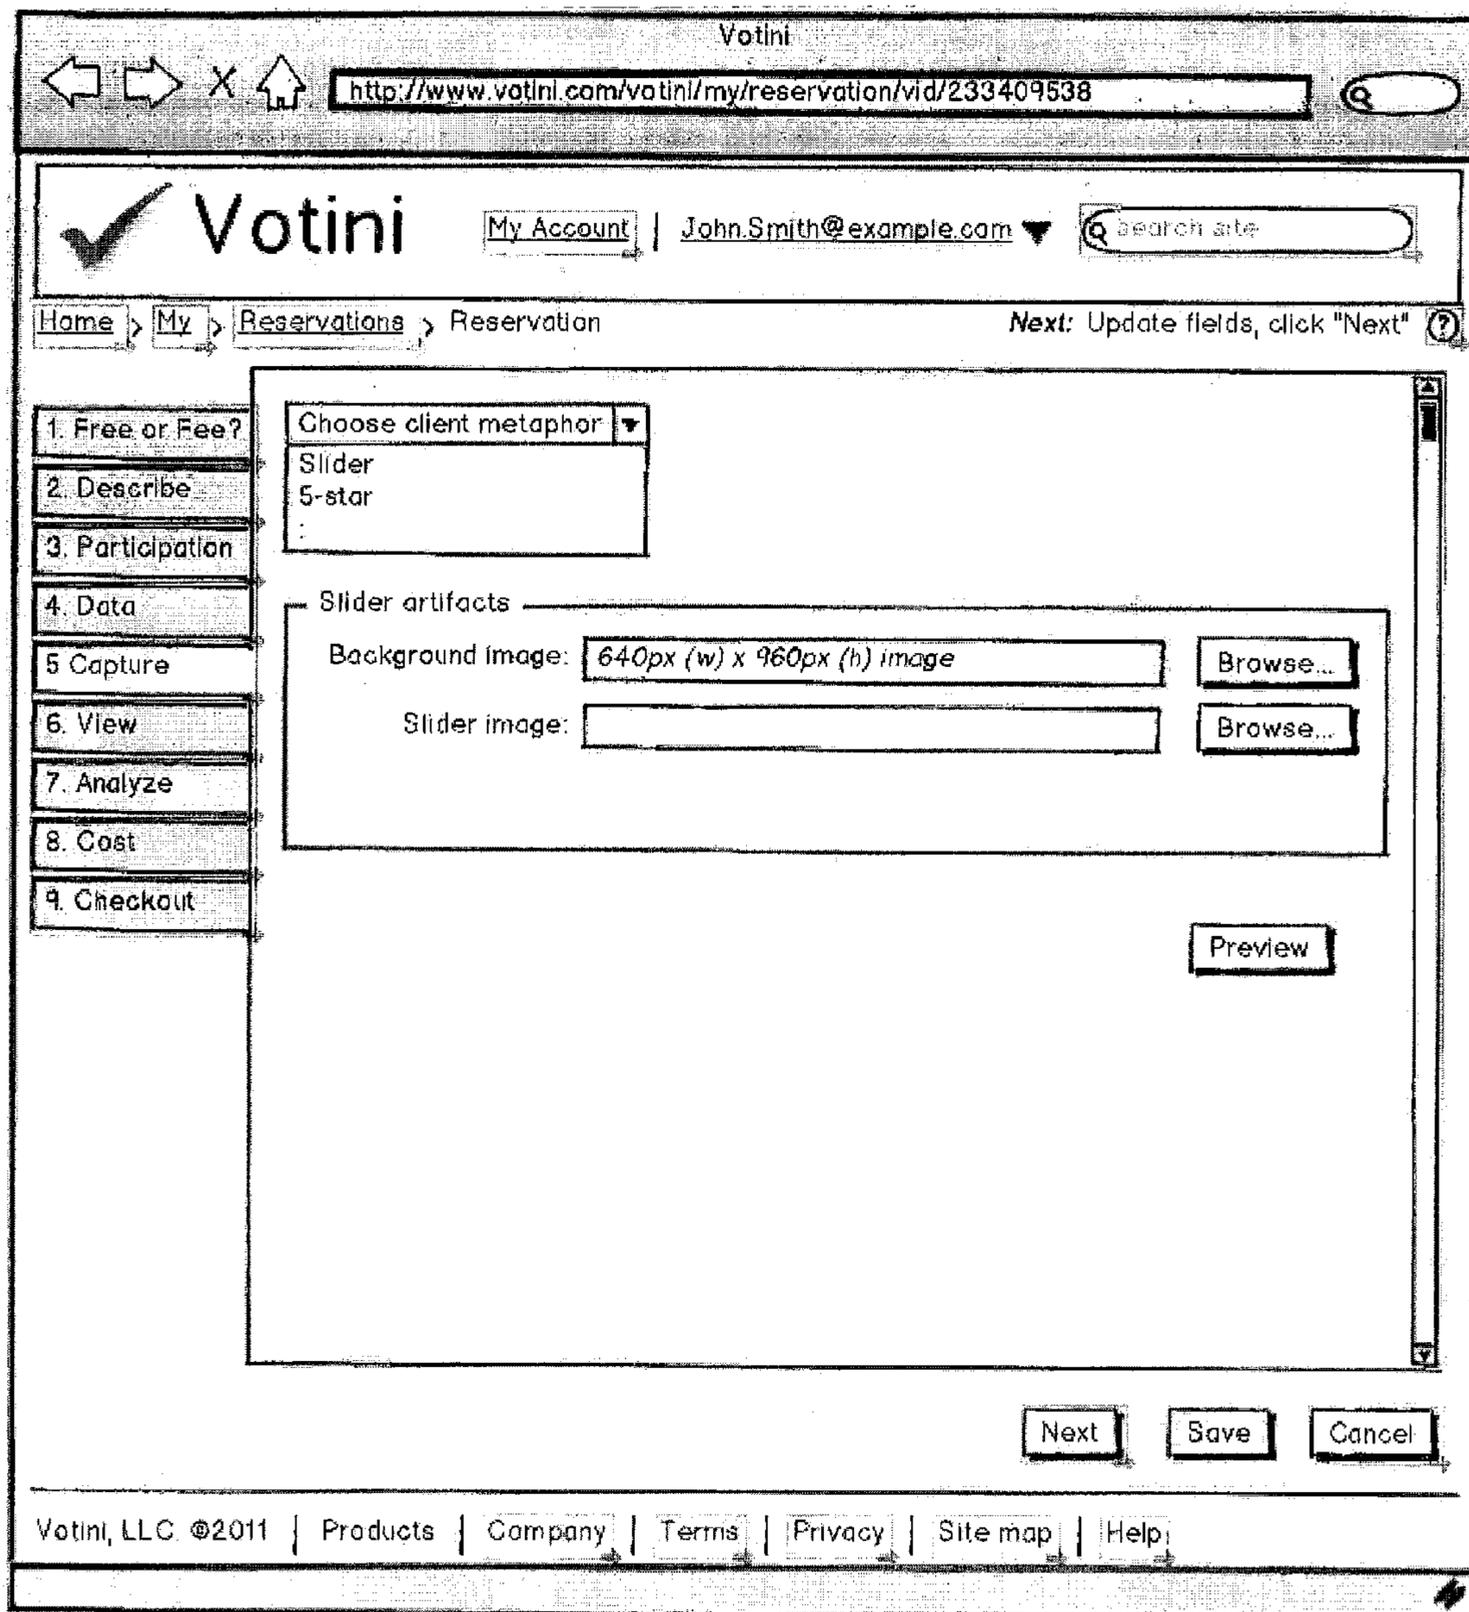 Votini
X
http://www.votini.com/votini/my/reservation/vid/233409538
Votini
My Account | John.Smith@example.com
search site
Home > My > Reservations > Reservation
Next: Update fields, click "Next" ?
1. Free or Fee?
2. Describe
3. Participation
4. Data
5 Capture
6. View
7. Analyze
8. Cost
9. Checkout
Choose client metaphor
Slider
5-star
:
Slider artifacts
Background image: 640px (w) x 960px (h) image Browse...
Slider image: Browse...
Preview
Next Save Cancel
Votini, LLC. ©2011 | Products | Company | Terms | Privacy | Site map | Help